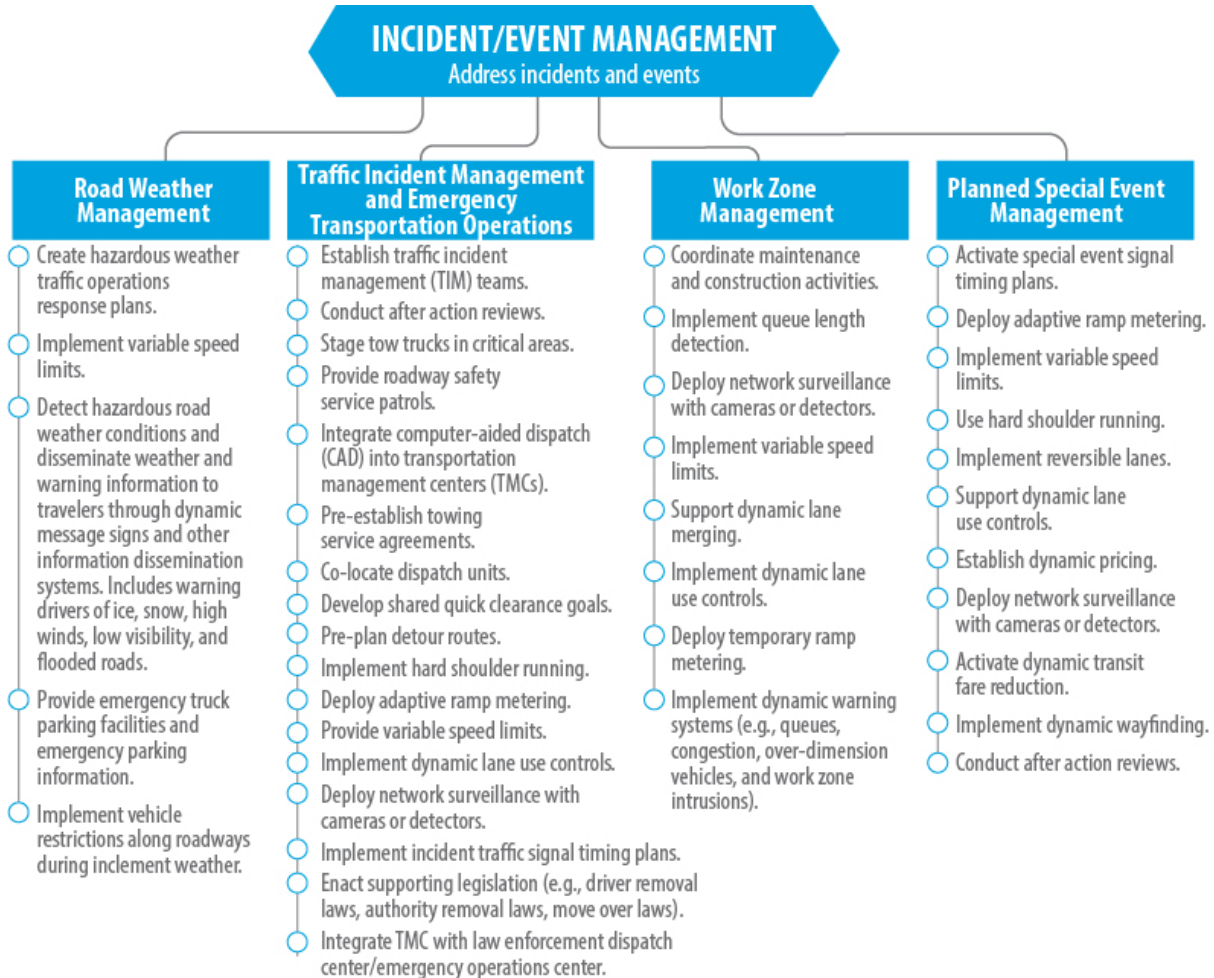 INCIDENT/EVENT MANAGEMENT
Address incidents and events
Road Weather
Management
Create hazardous weather
traffic operations
response plans.
Implement variable speed
limits.
Detect hazardous road
weather conditions and
disseminate weather and
warning information to
travelers through dynamic
message signs and other
information dissemination
systems. Includes warning
drivers of ice, snow, high
winds, low visibility, and
flooded roads.
Provide emergency truck
parking facilities and
emergency parking
information.
Implement vehicle
restrictions along roadways
during inclement weather.
Traffic Incident Management
and Emergency
Transportation Operations
Establish traffic incident
management (TIM) teams.
Conduct after action reviews.
Stage tow trucks in critical areas.
Provide roadway safety
service patrols.
Integrate computer-aided dispatch
(CAD) into transportation
management centers (TMCs).
Pre-establish towing
service agreements.
Co-locate dispatch units.
Develop shared quick clearance goals.
Pre-plan detour routes.
Implement hard shoulder running.
Deploy adaptive ramp metering.
Provide variable speed limits.
Implement dynamic lane use controls.
Deploy network surveillance with
cameras or detectors.
Implement incident traffic signal timing plans.
Enact supporting legislation (e.g., driver removal
laws, authority removal laws, move over laws).
Integrate TMC with law enforcement dispatch
center/emergency operations center.
Work Zone
Management
Coordinate maintenance
and construction activities.
Implement queue length
detection.
Deploy network surveillance
with cameras or detectors.
Implement variable speed
limits.
Support dynamic lane
merging.
Implement dynamic lane
use controls.
Deploy temporary ramp
metering.
Implement dynamic warning
systems (e.g., queues,
congestion, over-dimension
vehicles, and work zone
intrusions).
Planned Special Event
Management
Activate special event signal
timing plans.
Deploy adaptive ramp metering.
Implement variable speed
limits.
Use hard shoulder running.
Implement reversible lanes.
Support dynamic lane
use controls.
Establish dynamic pricing.
Deploy network surveillance
with cameras or detectors.
Activate dynamic transit
fare reduction.
Implement dynamic wayfinding.
Conduct after action reviews.